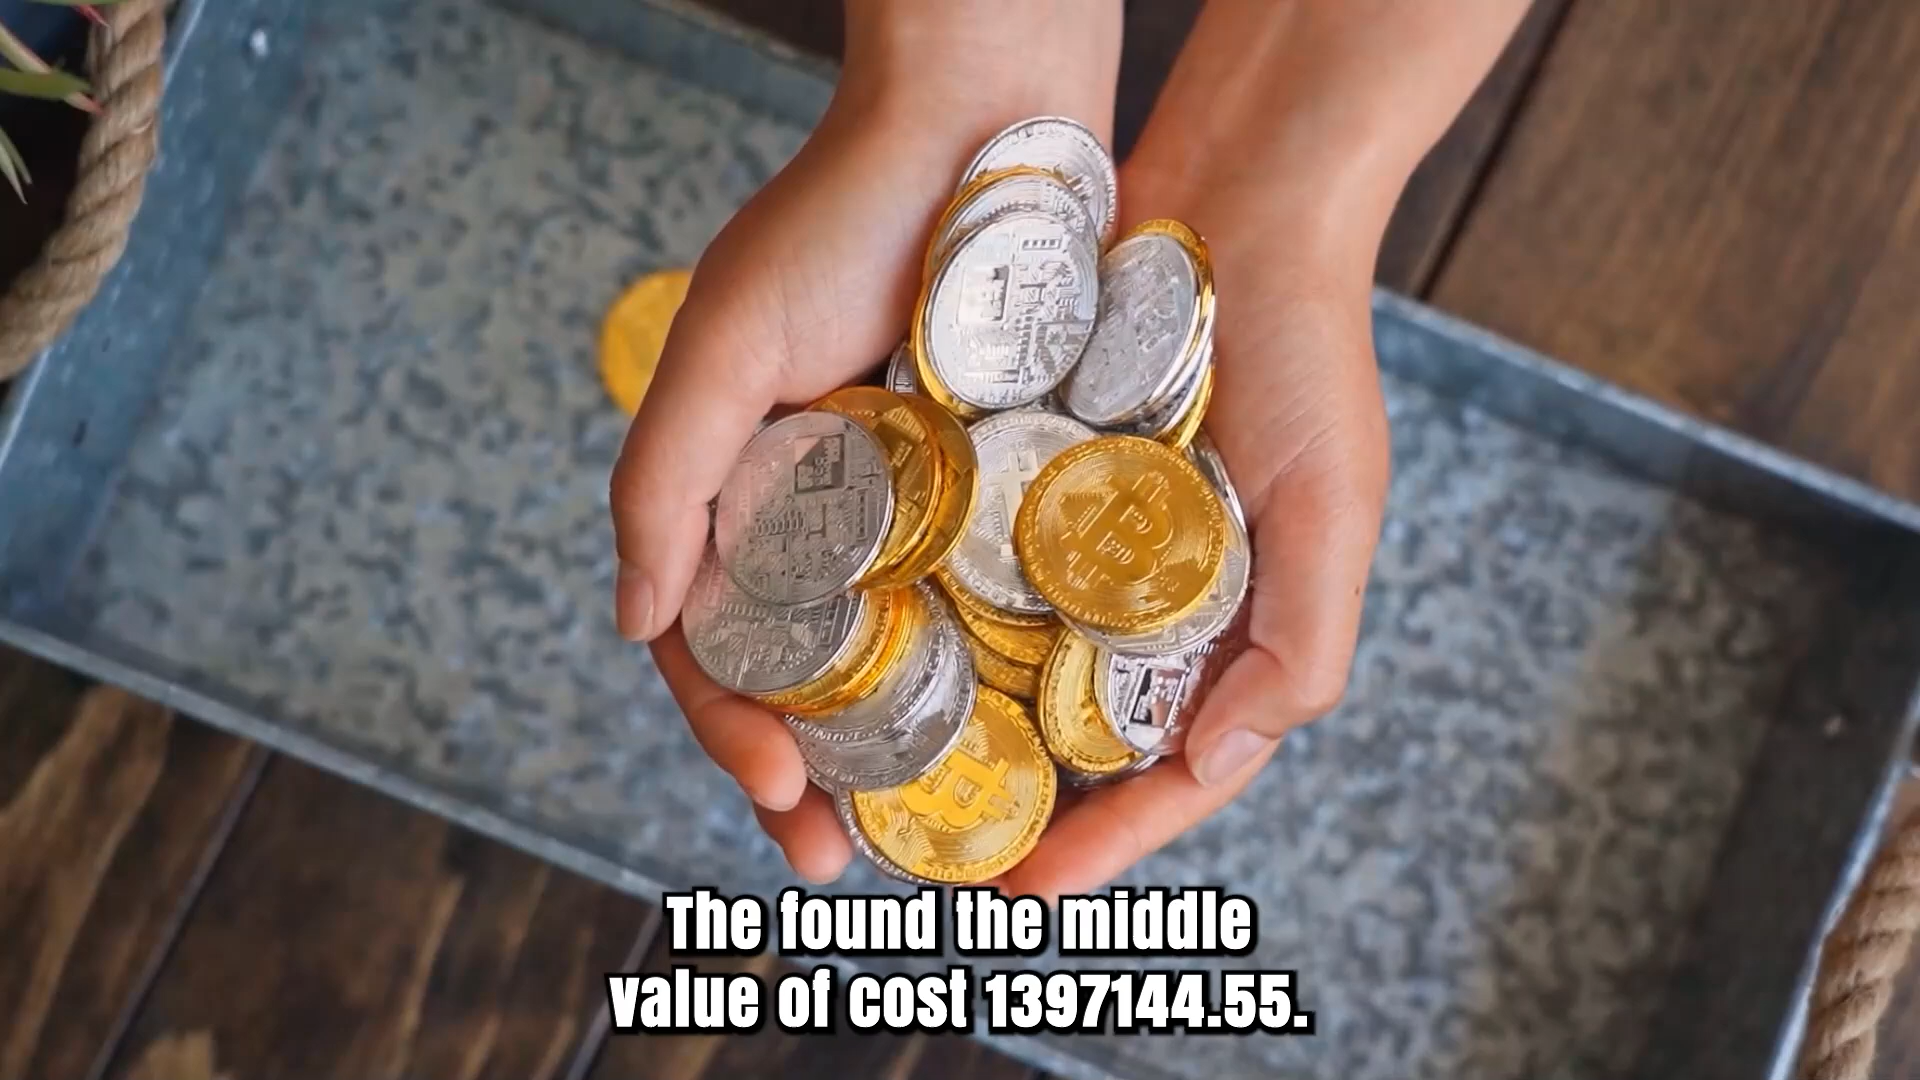 The found the middle
value of cost 1397144.55.